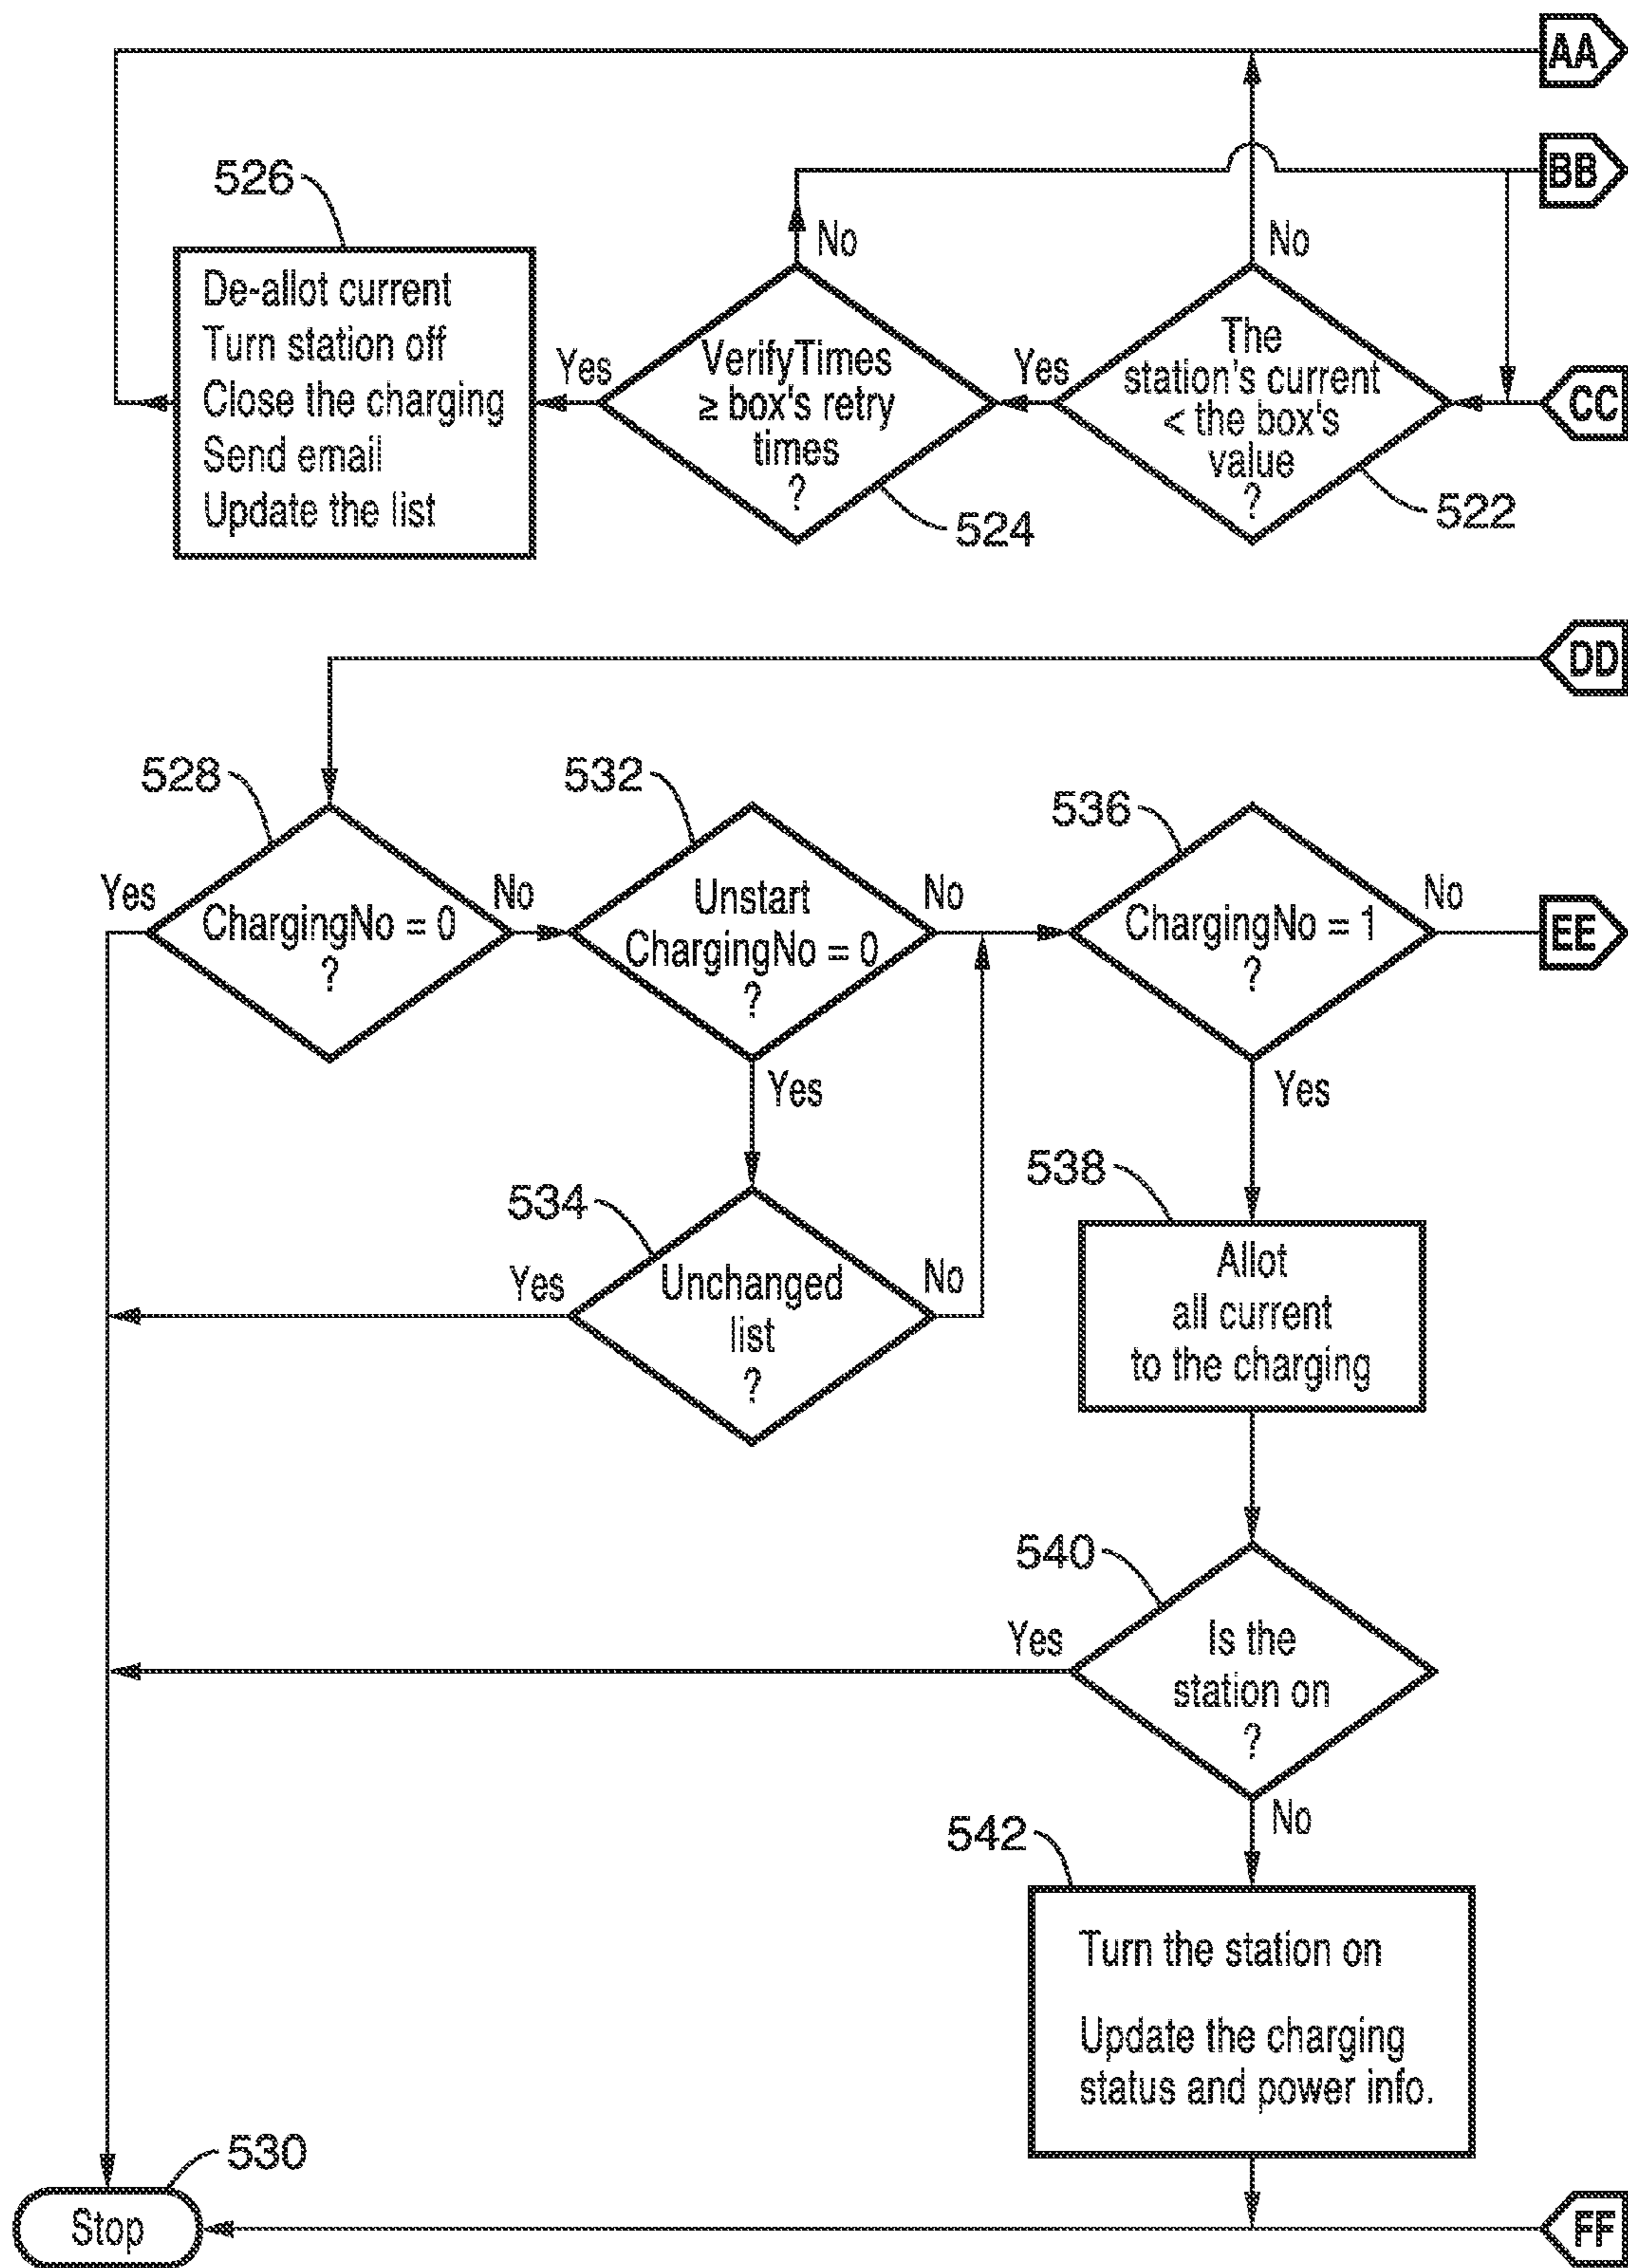 AA
BB
526
No
No
De-allot current
Turn station off
Close the charging
Send email
Update the list
Yes
VerifyTimes
≥ box's retry
times
?
524
Yes
The
station's current
< the box's
value
?
522
CC
DD
528
532
536
Yes
ChargingNo = 0
?
No
Unstart
ChargingNo = 0
?
No
ChargingNo = 1
?
No
EE
Yes
Yes
534
538
Yes
Unchanged
list
?
No
Allot
all current
to the charging
540
Yes
Is the
station on
?
No
542
Turn the station on
Update the charging
status and power info.
530
Stop
FF